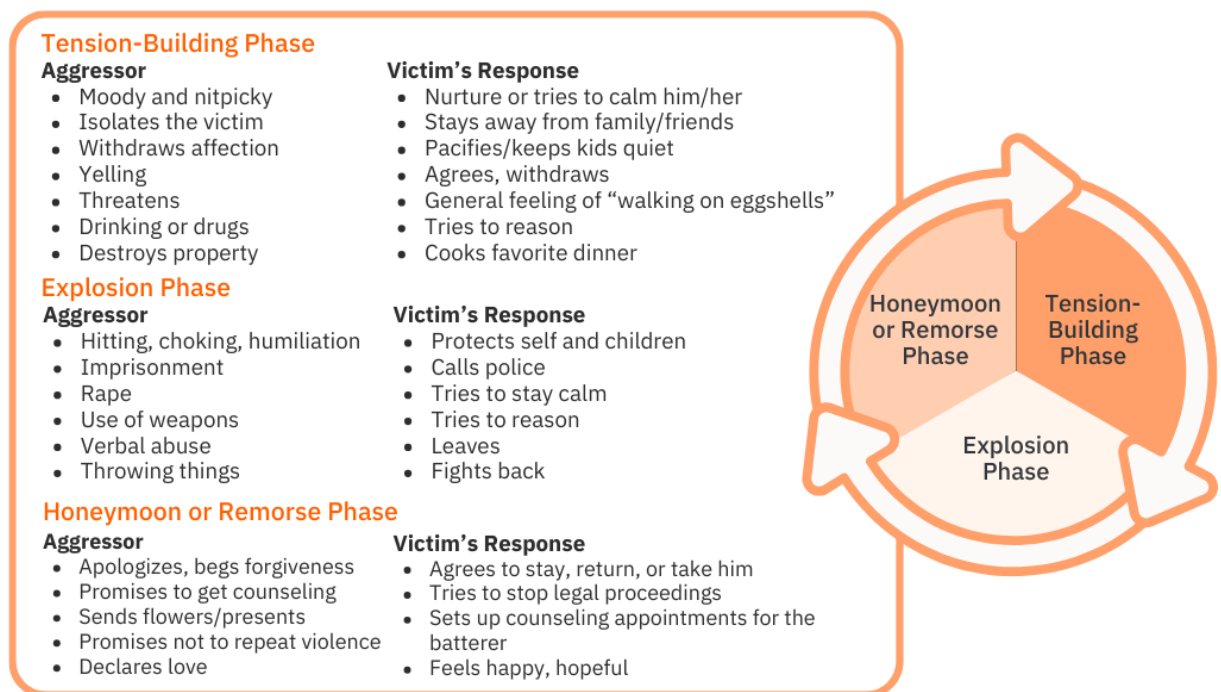 Tension-Building Phase
Aggressor
• Moody and nitpicky
• Isolates the victim
• Withdraws affection
• Yelling
• Threatens
• Drinking or drugs
• Destroys property
Victim's Response
• Nurture or tries to calm him/her
• Stays away from family/friends
• Pacifies/keeps kids quiet
• Agrees, withdraws
• General feeling of “walking on eggshells”
• Tries to reason
• Cooks favorite dinner
Explosion Phase
Aggressor
• Hitting, choking, humiliation
• Imprisonment
• Rape
• Use of weapons
• Verbal abuse
• Throwing things
Victim's Response
• Protects self and children
• Calls police
• Tries to stay calm
• Tries to reason
• Leaves
• Fights back
Honeymoon or Remorse Phase
Aggressor
• Apologizes, begs forgiveness
• Promises to get counseling
• Sends flowers/presents
• Promises not to repeat violence
• Declares love
Victim's Response
• Agrees to stay, return, or take him
• Tries to stop legal proceedings
• Sets up counseling appointments for the
batterer
• Feels happy, hopeful
Honeymoon
or Remorse
Phase
Tension-
Building
Phase
Explosion
Phase